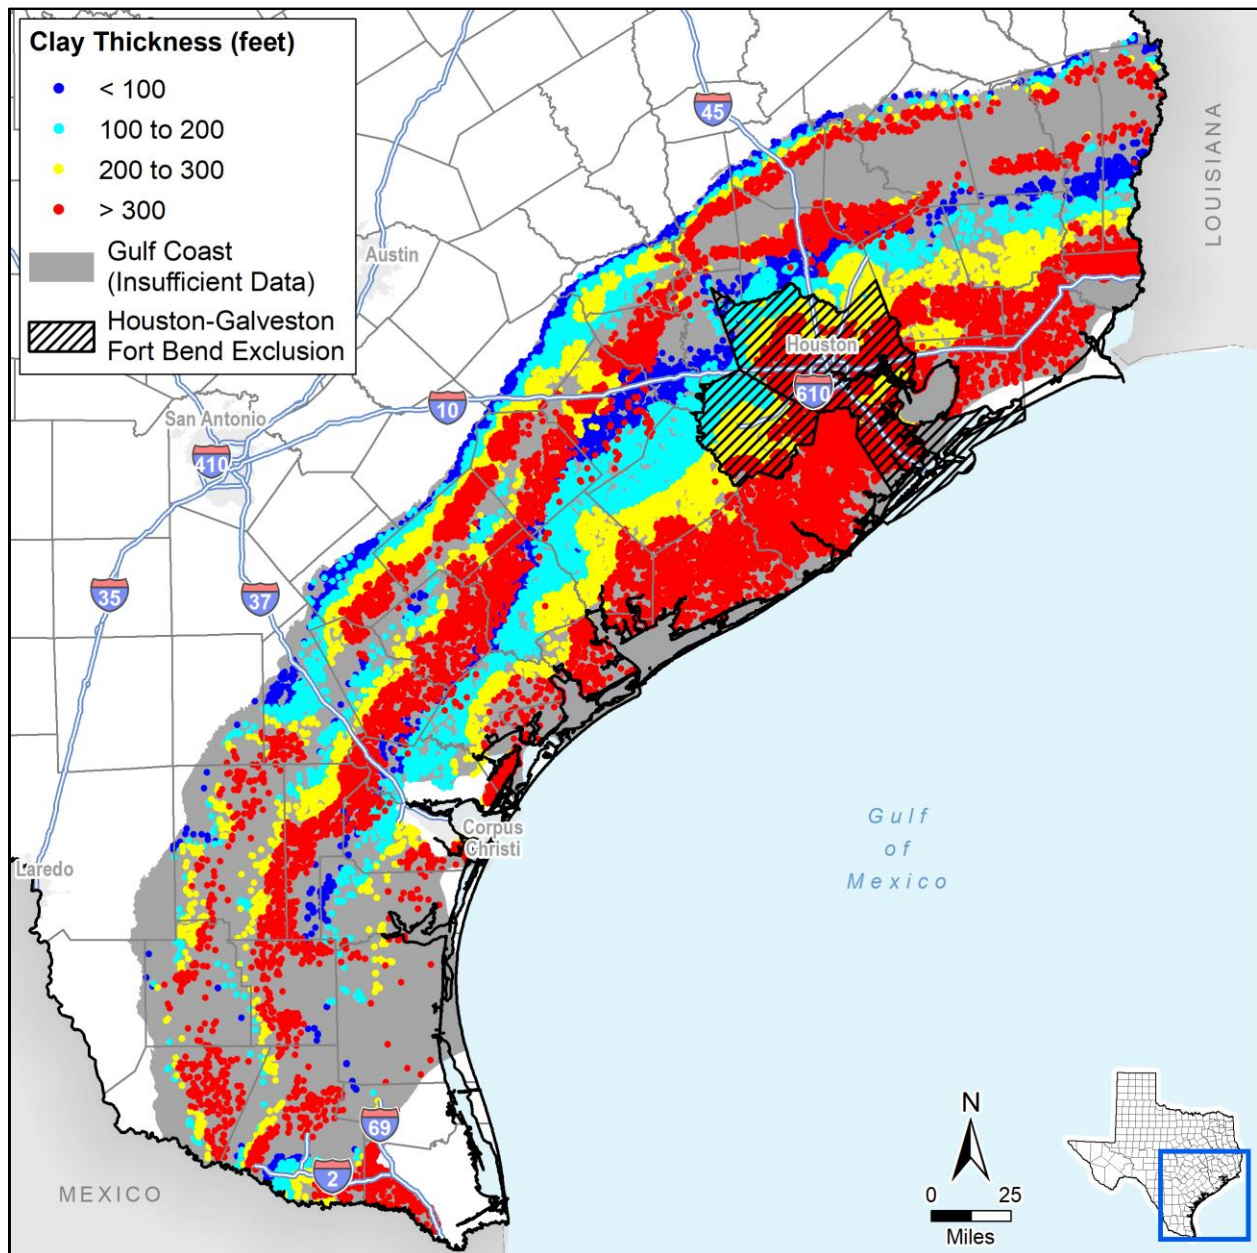 Clay Thickness (feet)
< 100
100 to 200
200 to 300
> 300
Gulf Coast
(Insufficient Data)
Houston-Galveston
Fort Bend Exclusion
45
LOUISIANA
Austin
Houston
610
10
San Antonio
410
35
37
Corpus
Christi
Gulf
of
Mexico
Laredo
69
2
MEXICO
N
0
25
Miles